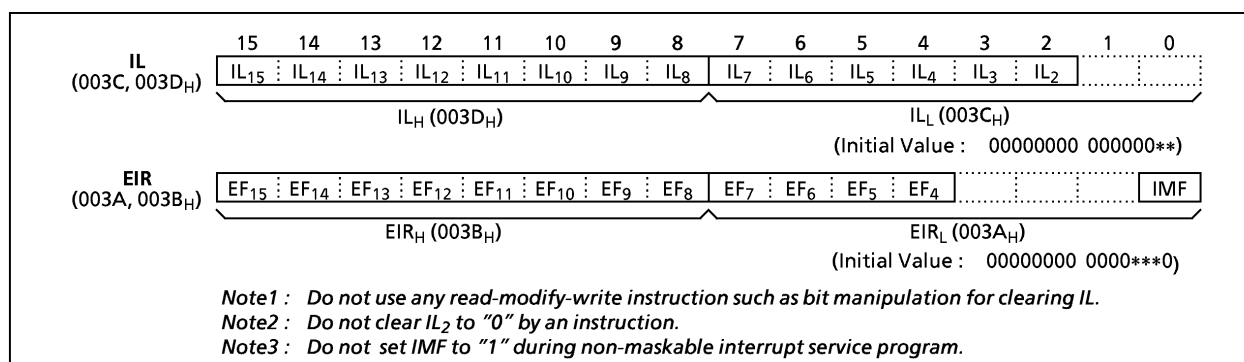 15 14 13 12 11 10 9 8 7 6 5 4 3 2 1 0
IL
(003C, 003DH)
IL15 IL14 IL13 IL12 IL11 IL10 IL9 IL8 IL7 IL6 IL5 IL4 IL3 IL2
ILH (003DH) ILL (003CH)
(Initial Value : 00000000 000000**)
EIR
(003A, 003BH)
EF15 EF14 EF13 EF12 EF11 EF10 EF9 EF8 EF7 EF6 EF5 EF4 IMF
EIRH (003BH) EIRL (003AH)
(Initial Value : 00000000 0000***0)
Note1 : Do not use any read-modify-write instruction such as bit manipulation for clearing IL.
Note2 : Do not clear IL2 to "0" by an instruction.
Note3 : Do not set IMF to "1" during non-maskable interrupt service program.